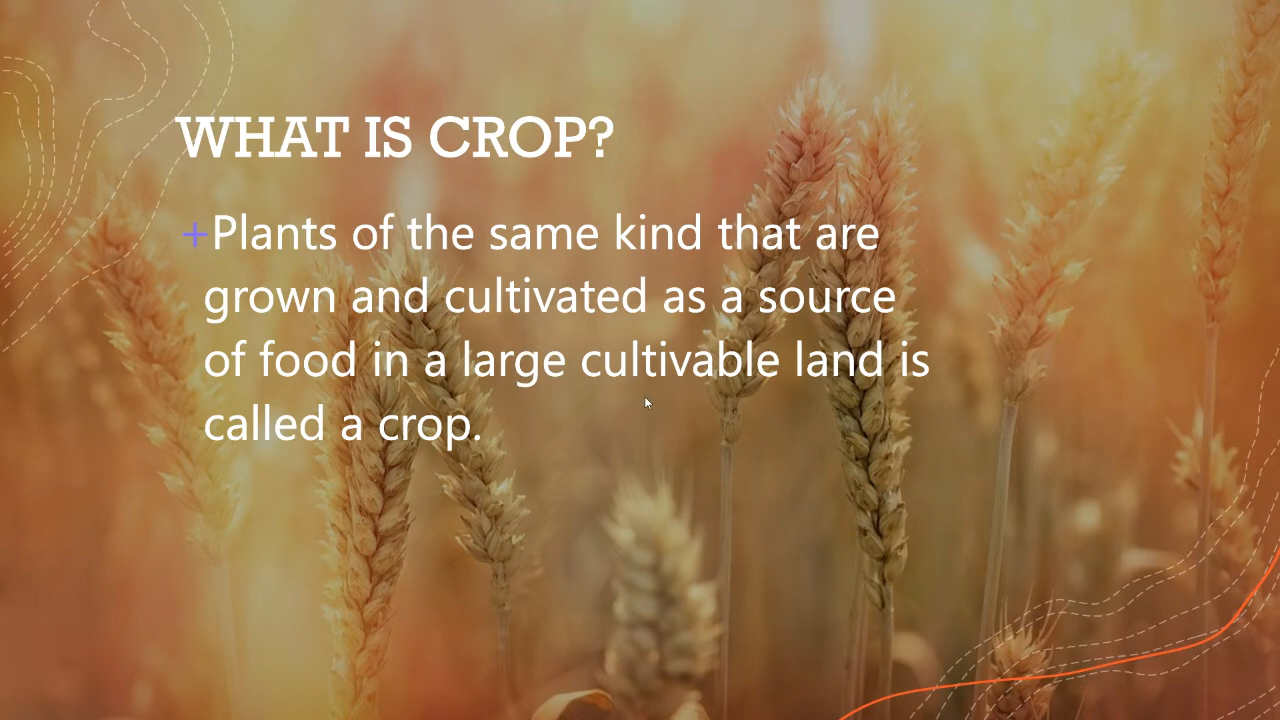 WHAT IS CROP?
+Plants of the same kind that are
grown and cultivated as a source
of food in a large cultivable land is
called a crop.